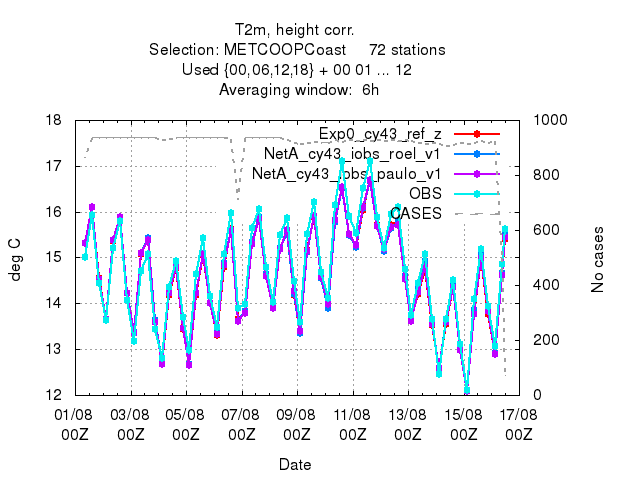 T2m, height corr.
Selection: METCOOPCoast 72 stations
Used {00,06,12,18} + 00 01 ... 12
Averaging window: 6h
18 1000
Exp0_cy43_ref_z
NetA_cy43_iobs_roel_v1
17 NetA_cy43_iobs_paulo_v1 800
OBS
16 CASES 600
deg C
15 No cases
400
14
13 200
12 0
01/08 03/08 05/08 07/08 09/08 11/08 13/08 15/08 17/08
00Z 00Z 00Z 00Z 00Z 00Z 00Z 00Z 00Z
Date